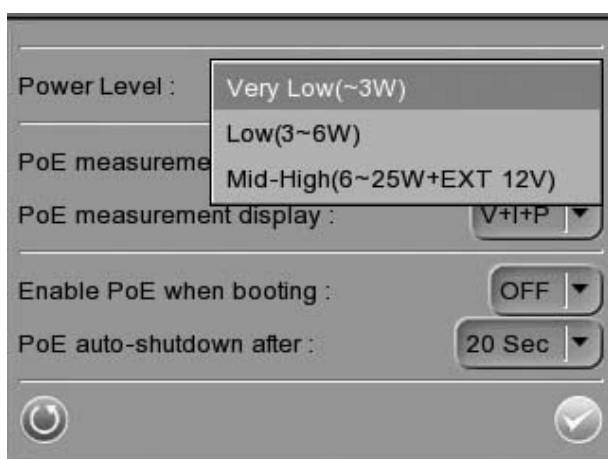 Power Level :
Very Low(~3W)
Low(3~6W)
Mid-High(6~25W+EXT 12V)
PoE measureme
PoE measurement display :
V+I+P
Enable PoE when booting :
OFF
PoE auto-shutdown after :
20 Sec